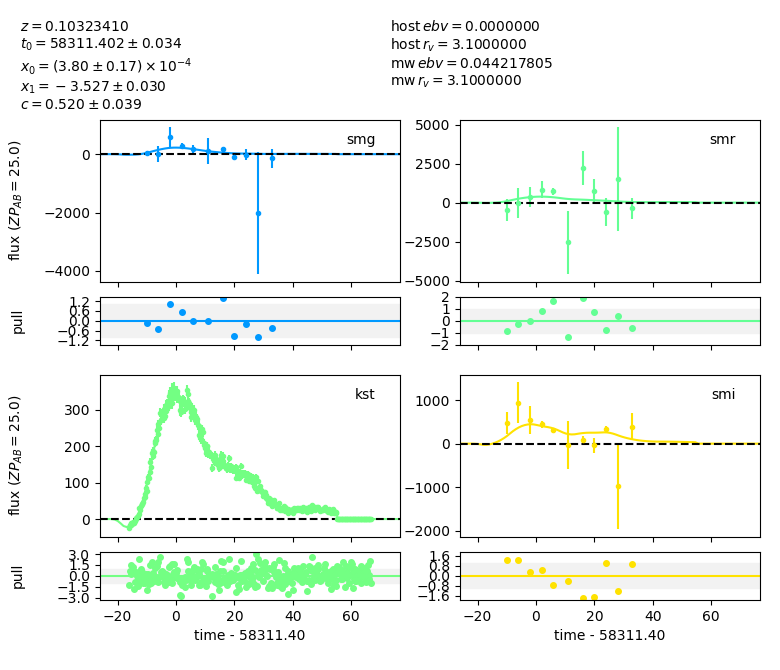 z = 0.10323410
t₀ = 58311.402 ± 0.034
x₀ = (3.80 ± 0.17) × 10⁻⁴
x₁ = −3.527 ± 0.030
c = 0.520 ± 0.039
host ebv = 0.0000000
host r_v = 3.1000000
mw ebv = 0.044217805
mw r_v = 3.1000000
flux (ZP_AB = 25.0)
0
−2000
−4000
smg
5000
2500
0
−2500
−5000
smr
pull
1.2
0.6
0.0
−0.6
−1.2
2
1
0
−1
−2
flux (ZP_AB = 25.0)
300
200
100
0
kst
1000
0
−1000
−2000
smi
pull
3.0
1.5
0.0
−1.5
−3.0
1.6
0.8
0.0
−0.8
−1.6
−20 0 20 40 60
−20 0 20 40 60
time - 58311.40
time - 58311.40